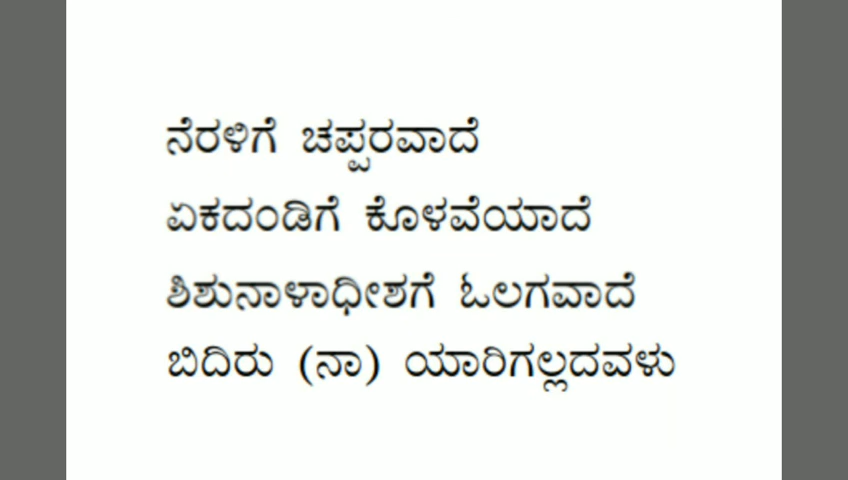 ನೆರಳಿಗೆ ಚಪ್ಪರವಾದೆ
ಏಕದಂಡಿಗೆ ಕೊಳವೆಯಾದೆ
ಶಿಶುನಾಳಾಧೀಶಗೆ ಓಲಗವಾದೆ
ಬಿದಿರು (ನಾ) ಯಾರಿಗಲ್ಲದವಳು